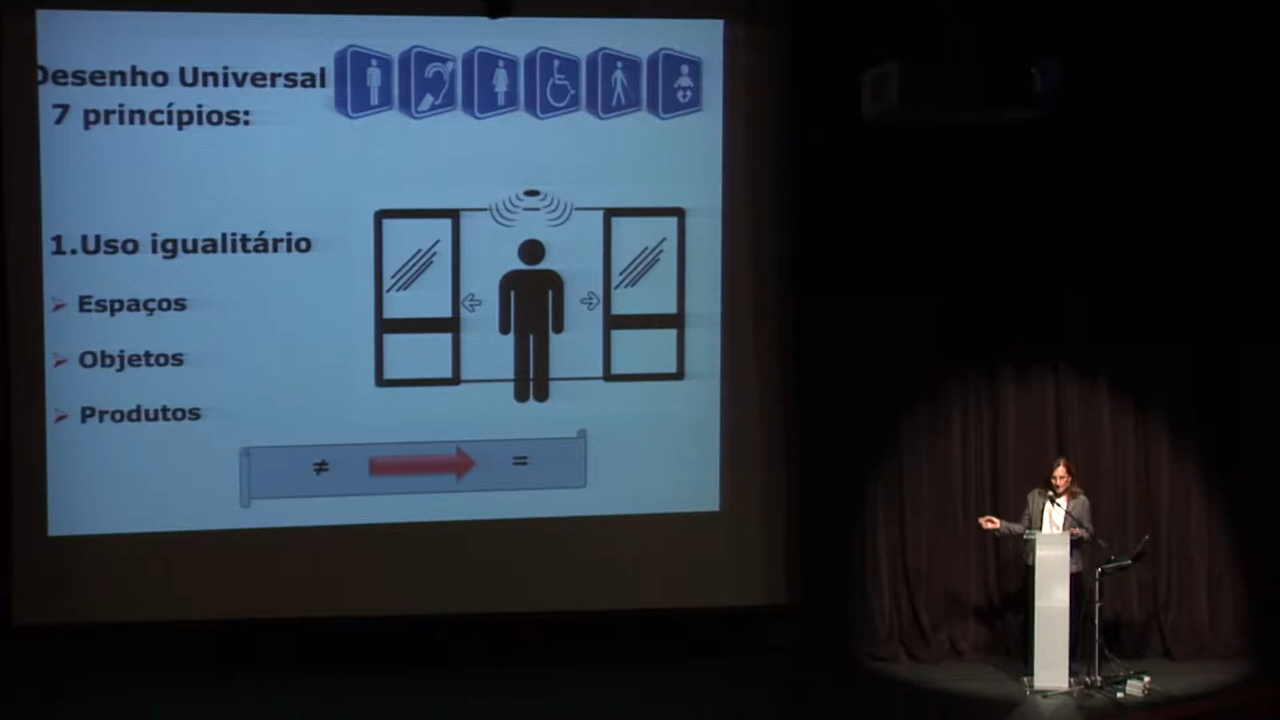 Desenho Universal
7 princípios:
1.Uso igualitário
Espaços
Objetos
Produtos
≠ =